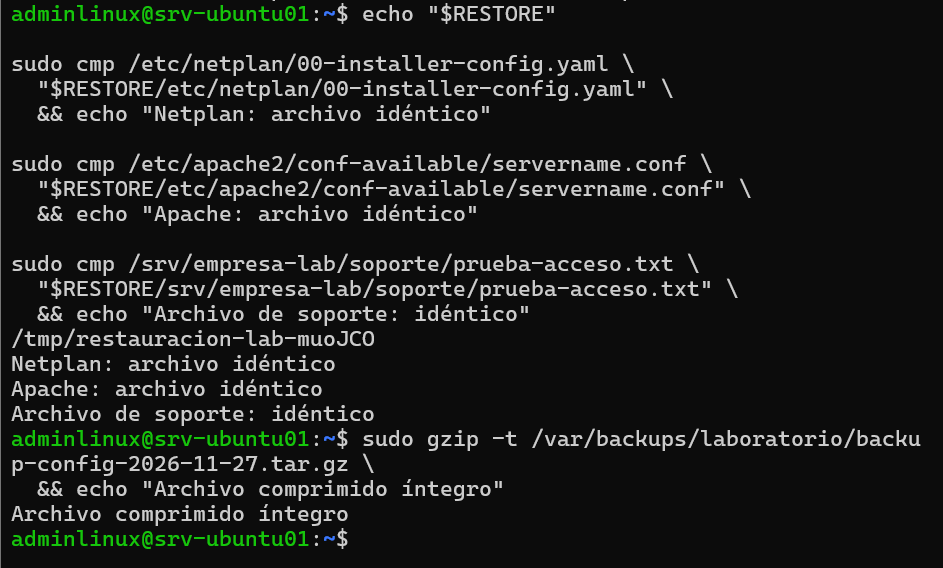 adminlinux@srv-ubuntu01:~$ echo "$RESTORE"
sudo cmp /etc/netplan/00-installer-config.yaml \
  "$RESTORE/etc/netplan/00-installer-config.yaml" \
  && echo "Netplan: archivo idéntico"
sudo cmp /etc/apache2/conf-available/servername.conf \
  "$RESTORE/etc/apache2/conf-available/servername.conf" \
  && echo "Apache: archivo idéntico"
sudo cmp /srv/empresa-lab/soporte/prueba-acceso.txt \
  "$RESTORE/srv/empresa-lab/soporte/prueba-acceso.txt" \
  && echo "Archivo de soporte: idéntico"
/tmp/restauracion-lab-muoJCO
Netplan: archivo idéntico
Apache: archivo idéntico
Archivo de soporte: idéntico
adminlinux@srv-ubuntu01:~$ sudo gzip -t /var/backups/laboratorio/backu
p-config-2026-11-27.tar.gz \
  && echo "Archivo comprimido íntegro"
Archivo comprimido íntegro
adminlinux@srv-ubuntu01:~$